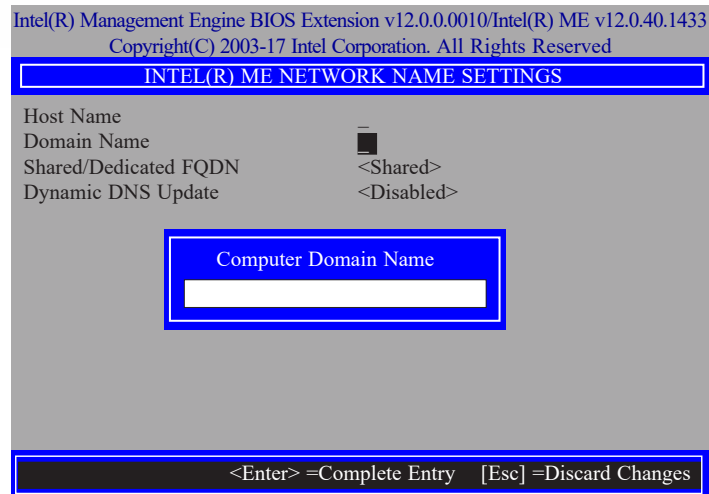 Intel(R) Management Engine BIOS Extension v12.0.0.0010/Intel(R) ME v12.0.40.1433
Copyright(C) 2003-17 Intel Corporation. All Rights Reserved
INTEL(R) ME NETWORK NAME SETTINGS
Host Name _
Domain Name _
Shared/Dedicated FQDN <Shared>
Dynamic DNS Update <Disabled>
Computer Domain Name
<Enter> =Complete Entry [Esc] =Discard Changes